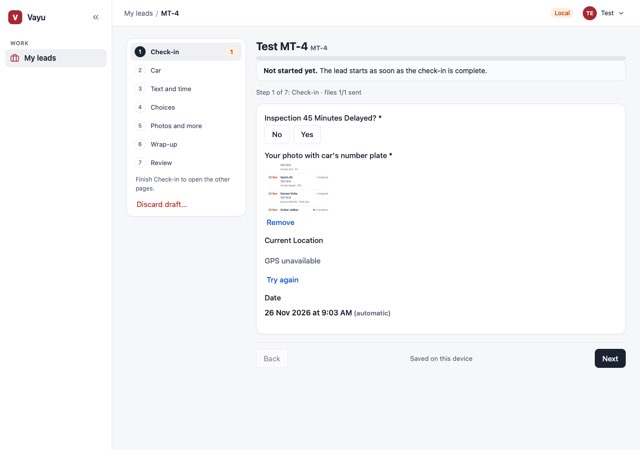 V Vayu
WORK
My leads
My leads / MT-4
Local
TE Test
1 Check-in 1
2 Car
3 Text and time
4 Choices
5 Photos and more
6 Wrap-up
7 Review
Finish Check-in to open the other
pages.
Discard draft...
Test MT-4 MT-4
Not started yet. The lead starts as soon as the check-in is complete.
Step 1 of 7: Check-in · files 1/1 sent
Inspection 45 Minutes Delayed? *
No Yes
Your photo with car's number plate *
Remove
Current Location
GPS unavailable
Try again
Date
26 Nov 2026 at 9:03 AM (automatic)
Back
Saved on this device
Next